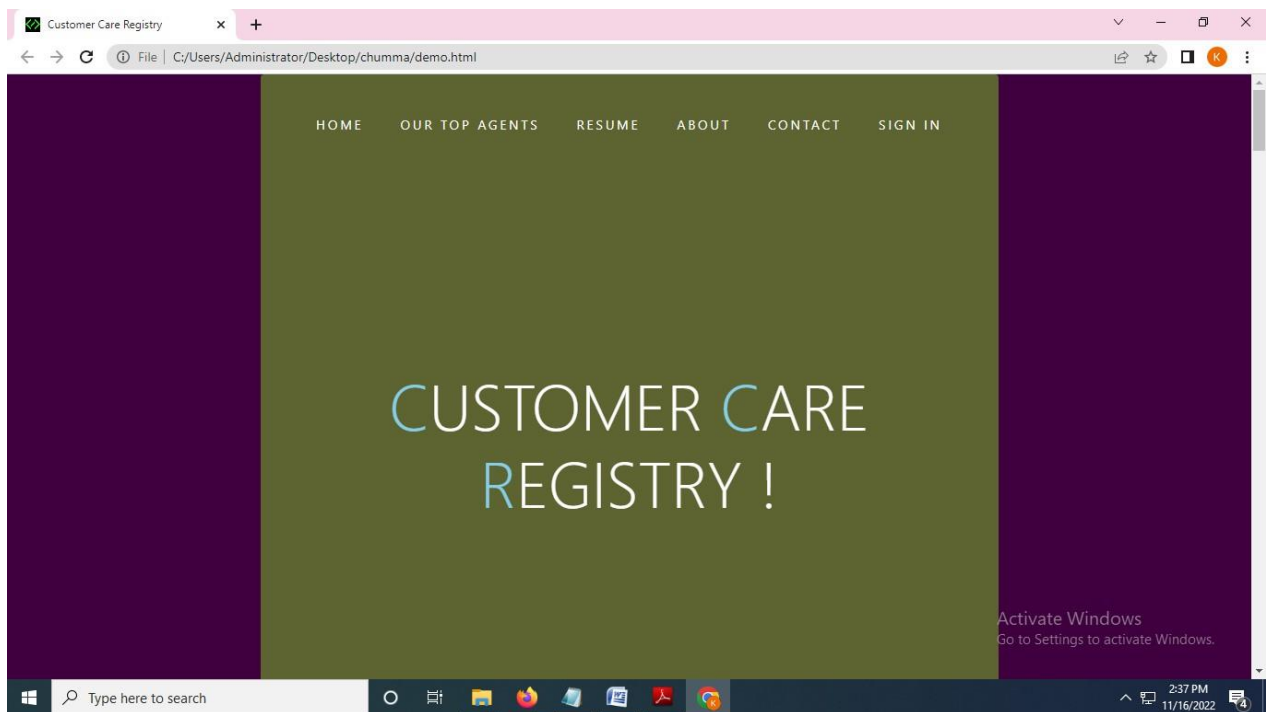 Customer Care Registry
File | C:/Users/Administrator/Desktop/chumma/demo.html
K
HOME OUR TOP AGENTS RESUME ABOUT CONTACT SIGN IN
CUSTOMER CARE
REGISTRY !
Activate Windows
Go to Settings to activate Windows.
Type here to search
2:37 PM
11/16/2022
4